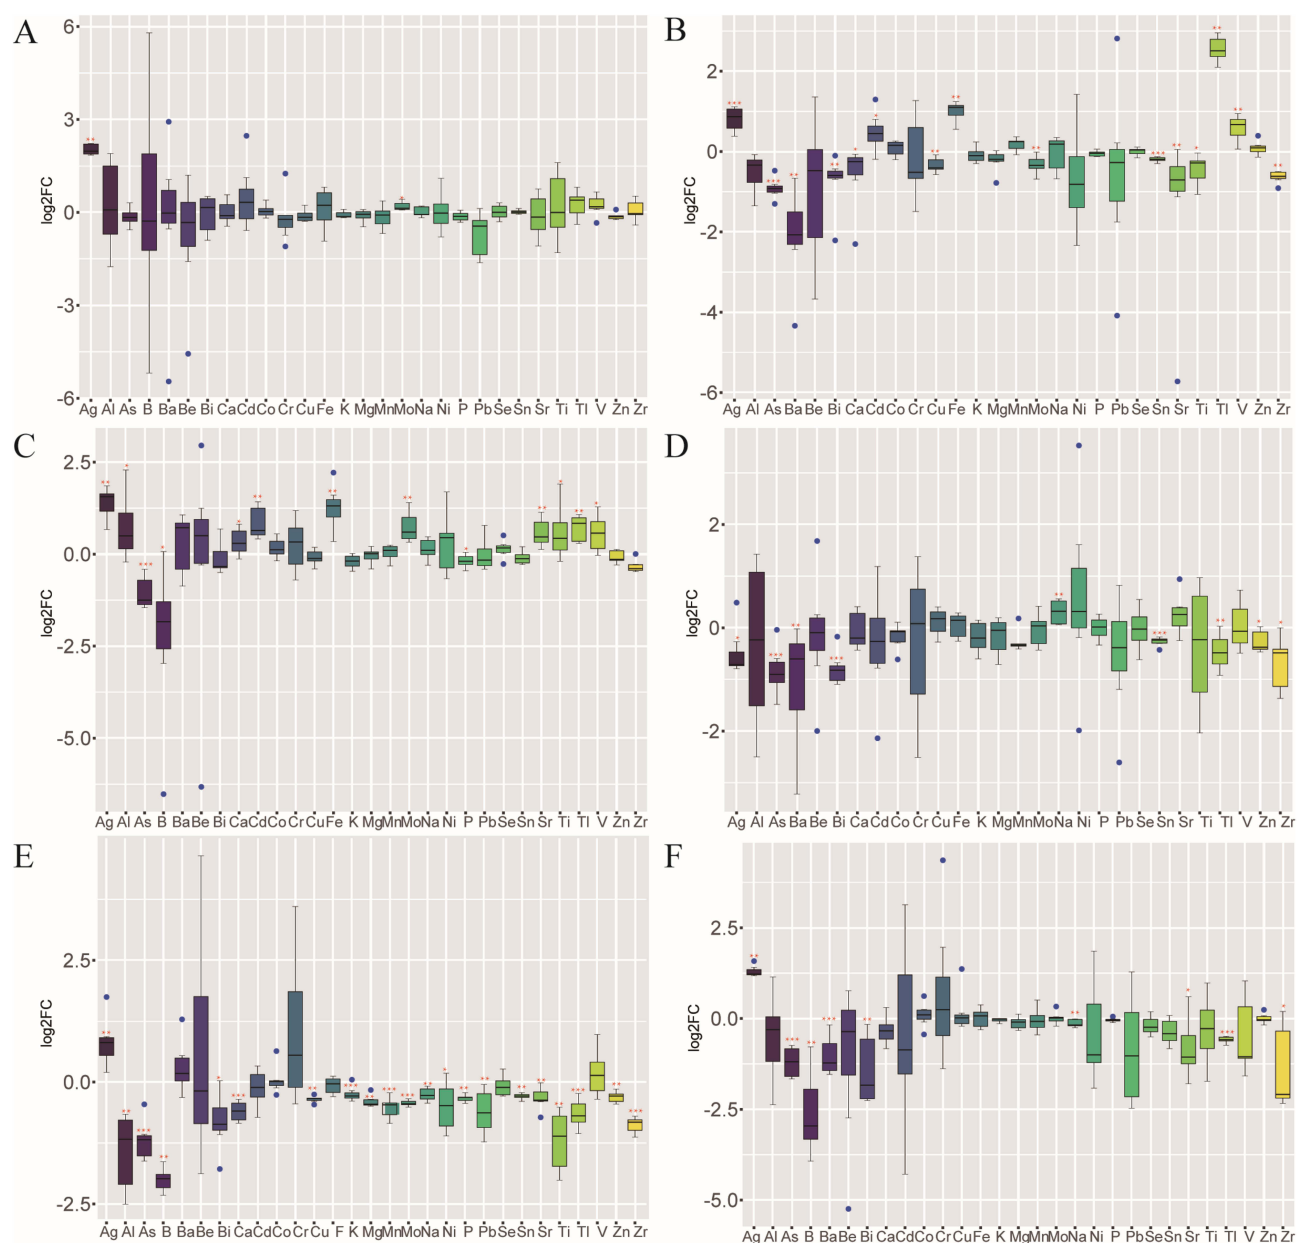 A
log2FC
6
3
0
-3
-6
Ag Al As B Ba Be Bi Ca Cd Co Cr Cu Fe K Mg Mn Mo Na Ni P Pb Se Sn Sr Ti Tl V Zn Zr
** *
B
log2FC
2
0
-2
-4
-6
Ag Al As Ba Be Bi Ca Cd Co Cr Cu Fe K Mg Mn Mo Na Ni P Pb Se Sn Sr Ti Tl V Zn Zr
*** *** ** ** * * ** ** ** *** ** * ** ** **
C
log2FC
2.5
0.0
-2.5
-5.0
Ag Al As B Ba Be Bi Ca Cd Co Cr Cu Fe K Mg Mn Mo Na Ni P Pb Se Sn Sr Ti Tl V Zn Zr
** * *** * * ** ** ** * ** * ** *
D
log2FC
2
0
-2
Ag Al As Ba Be Bi Ca Cd Co Cr Cu Fe K Mg Mn Mo Na Ni P Pb Se Sn Sr Ti Tl V Zn Zr
* *** ** *** ** *** ** * *
E
log2FC
2.5
0.0
-2.5
Ag Al As B Ba Be Bi Ca Cd Co Cr Cu F K Mg Mn Mo Na Ni P Pb Se Sn Sr Ti Tl V Zn Zr
** ** *** ** * *** ** *** ** *** *** ** * ** ** ** ** ** *** ** ***
F
log2FC
2.5
0.0
-2.5
-5.0
Ag Al As B Ba Be Bi Ca Cd Co Cr Cu Fe K Mg Mn Mo Na Ni P Pb Se Sn Sr Ti Tl V Zn Zr
** *** ** *** ** ** * *** *